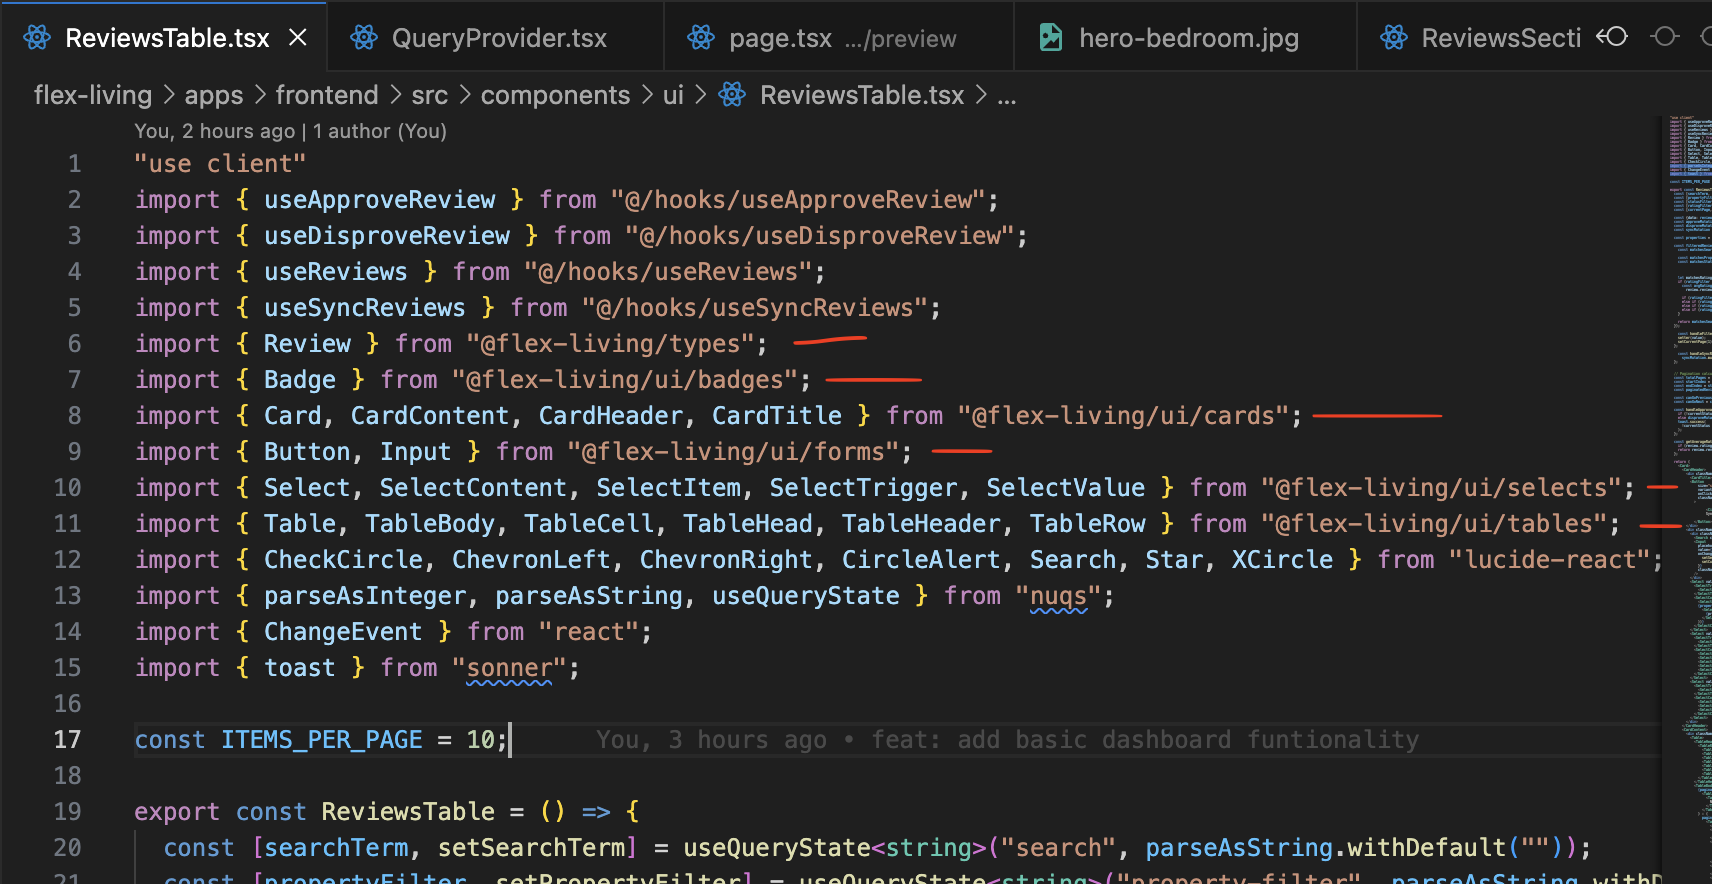 ReviewsTable.tsx QueryProvider.tsx page.tsx .../preview hero-bedroom.jpg ReviewsSecti
flex-living > apps > frontend > src > components > ui > ReviewsTable.tsx > ...
You, 2 hours ago | 1 author (You)
1 "use client"
2 import { useApproveReview } from "@/hooks/useApproveReview";
3 import { useDisproveReview } from "@/hooks/useDisproveReview";
4 import { useReviews } from "@/hooks/useReviews";
5 import { useSyncReviews } from "@/hooks/useSyncReviews";
6 import { Review } from "@flex-living/types";
7 import { Badge } from "@flex-living/ui/badges";
8 import { Card, CardContent, CardHeader, CardTitle } from "@flex-living/ui/cards";
9 import { Button, Input } from "@flex-living/ui/forms";
10 import { Select, SelectContent, SelectItem, SelectTrigger, SelectValue } from "@flex-living/ui/selects";
11 import { Table, TableBody, TableCell, TableHead, TableHeader, TableRow } from "@flex-living/ui/tables";
12 import { CheckCircle, ChevronLeft, ChevronRight, CircleAlert, Search, Star, XCircle } from "lucide-react";
13 import { parseAsInteger, parseAsString, useQueryState } from "nuqs";
14 import { ChangeEvent } from "react";
15 import { toast } from "sonner";
16
17 const ITEMS_PER_PAGE = 10; You, 3 hours ago • feat: add basic dashboard funtionality
18
19 export const ReviewsTable = () => {
20 const [searchTerm, setSearchTerm] = useQueryState<string>("search", parseAsString.withDefault(""));
21 const [propertyFilter, setPropertyFilter] = useQueryState<string>("property-filter", parseAsString.withD